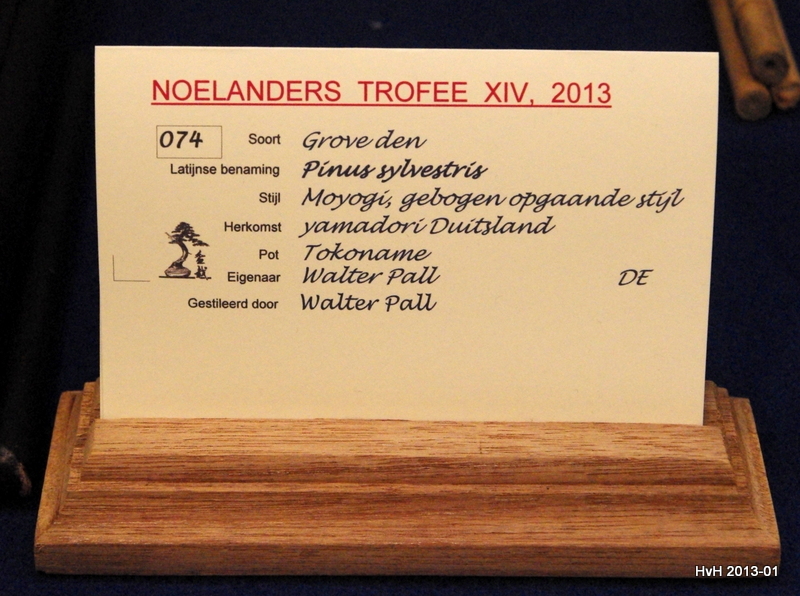 NOELANDERS TROFEE XIV, 2013
074 Soort Grove den
Latijnse benaming Pinus sylvestris
Stijl Moyogi, gebogen opgaande stijl
Herkomst yamadori Duitsland
Pot Tokoname
Eigenaar Walter Pall DE
Gestileerd door Walter Pall
HvH 2013-01